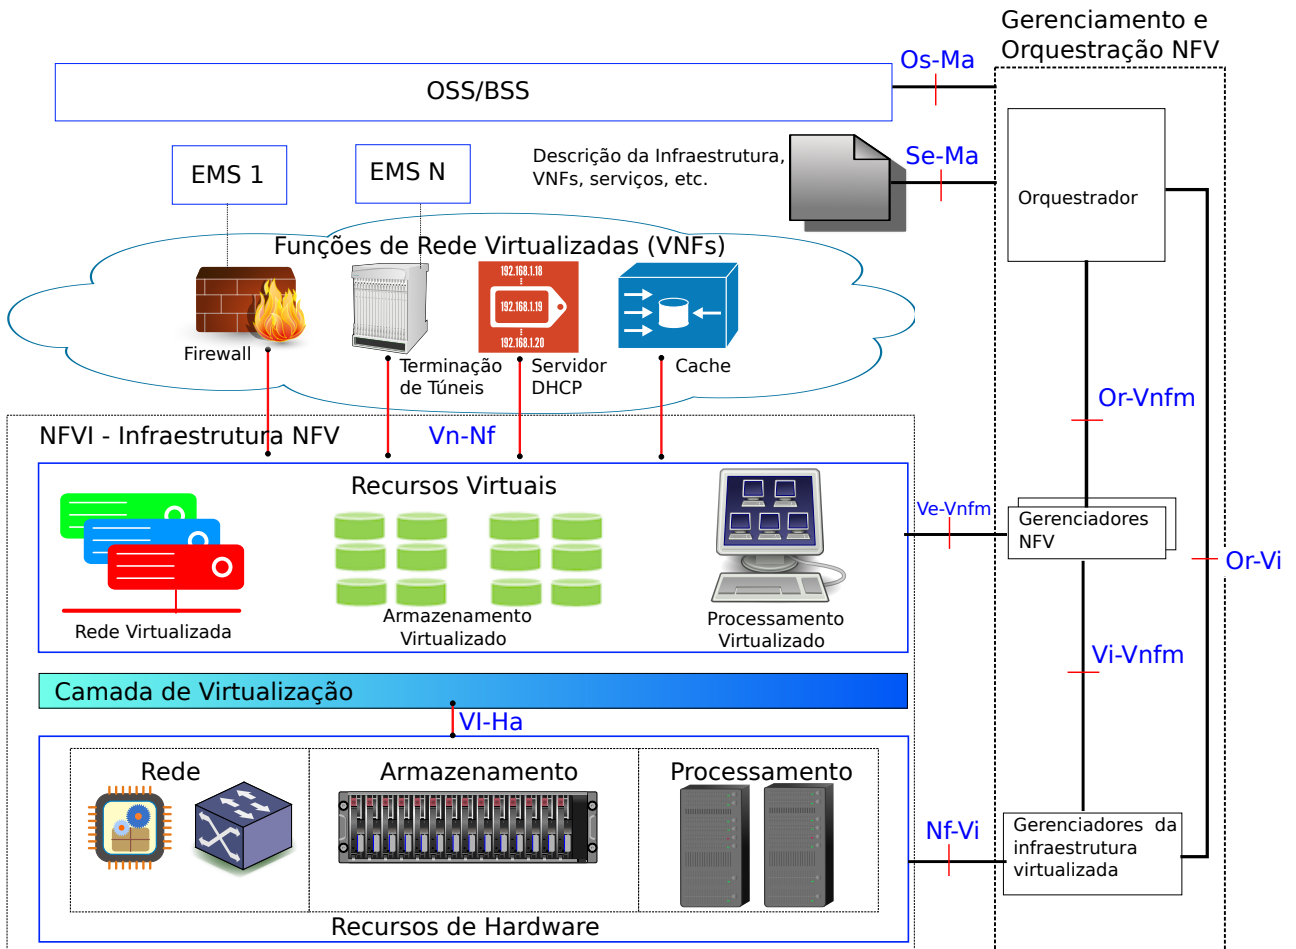 Gerenciamento e
Orquestração NFV
Os-Ma
OSS/BSS
EMS 1
EMS N
Descrição da Infraestrutura,
VNFs, serviços, etc.
Se-Ma
Orquestrador
Funções de Rede Virtualizadas (VNFs)
192.168.1.18
192.168.1.19
192.168.1.20
Firewall
Terminação
de Túneis
Servidor
DHCP
Cache
Or-Vnfm
NFVI - Infraestrutura NFV
Vn-Nf
Recursos Virtuais
Ve-Vnfm
Gerenciadores
NFV
Or-Vi
Rede Virtualizada
Armazenamento
Virtualizado
Processamento
Virtualizado
Vi-Vnfm
Camada de Virtualização
VI-Ha
Rede
Armazenamento
Processamento
Nf-Vi
Gerenciadores da
infraestrutura
virtualizada
Recursos de Hardware